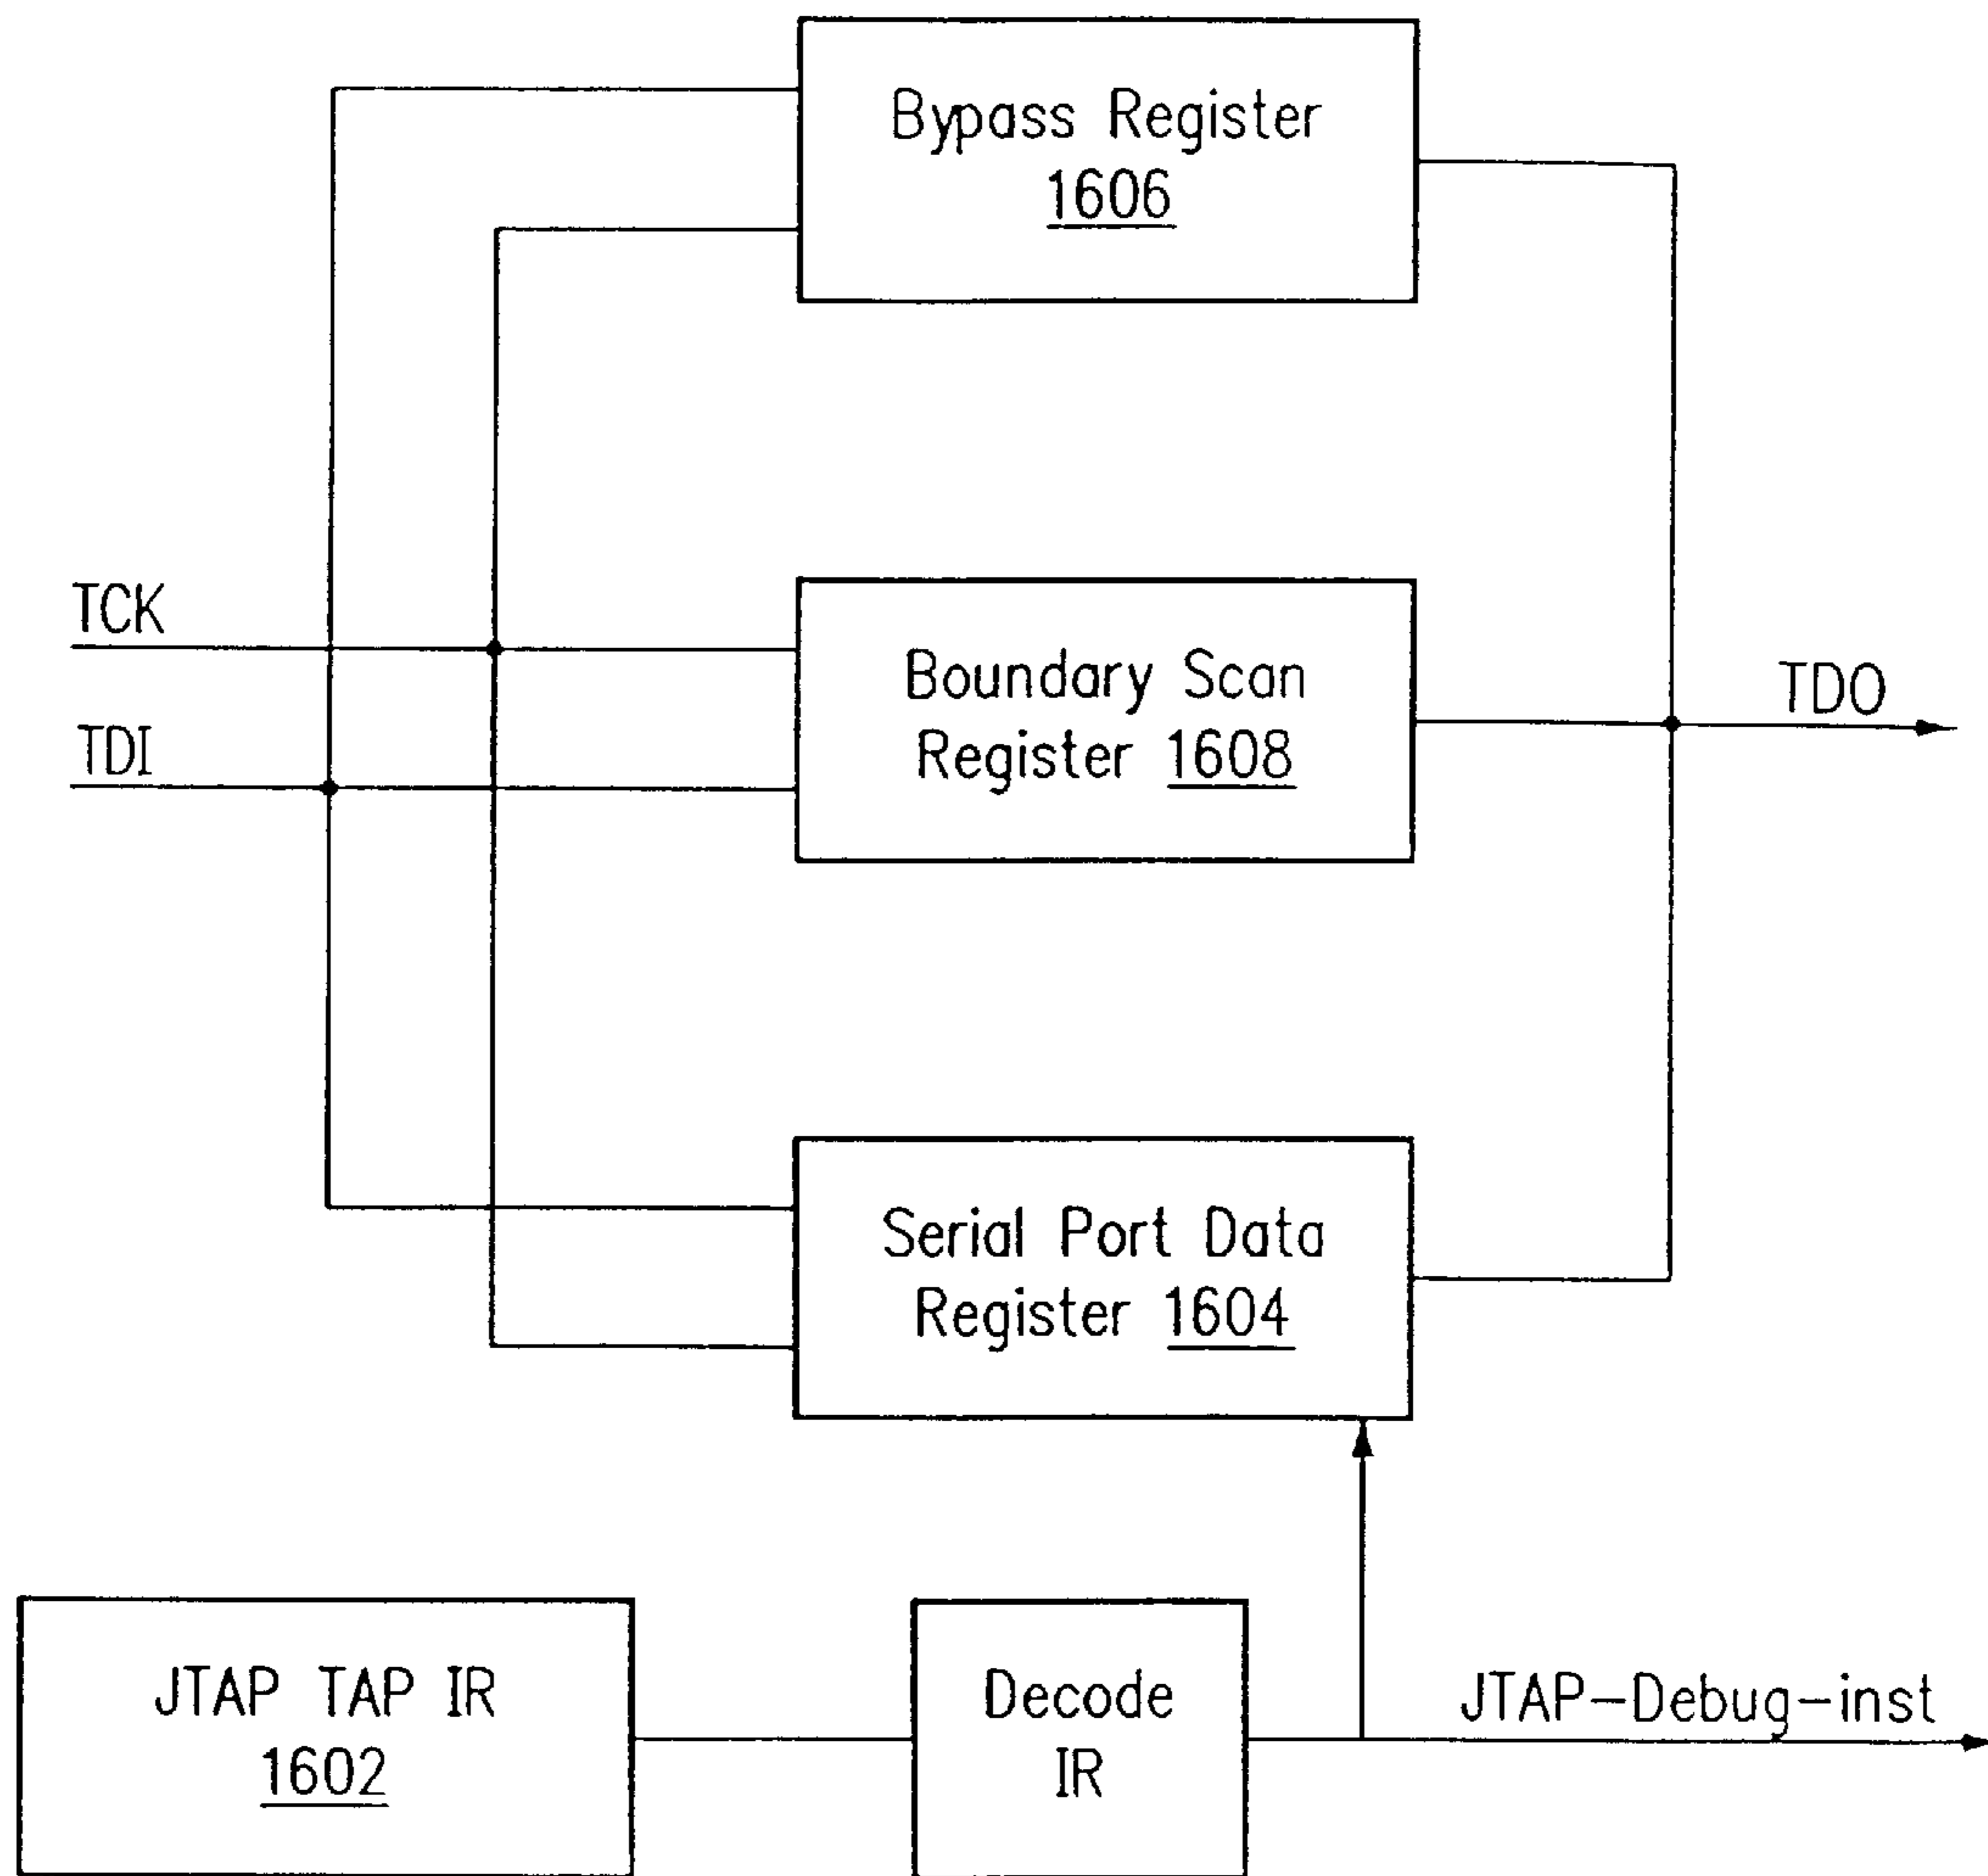 Bypass Register
1606
TCK
TDI
Boundary Scan
Register 1608
TDO
Serial Port Data
Register 1604
JTAP TAP IR
1602
Decode
IR
JTAP-Debug-inst